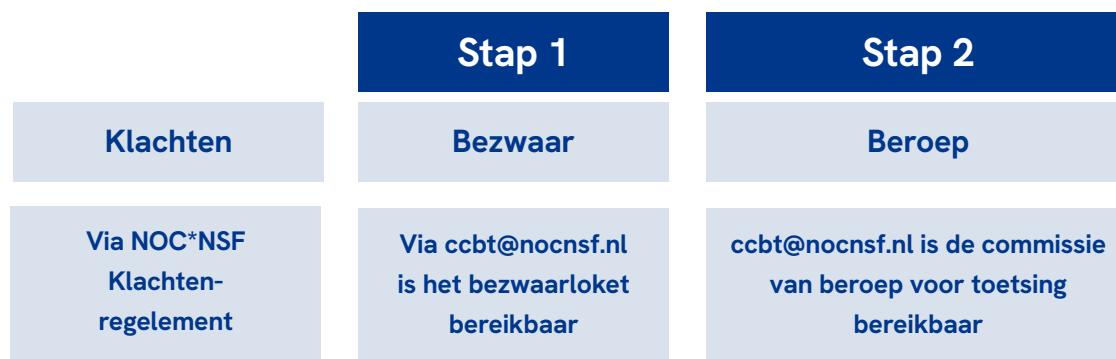 Stap 1
Stap 2
Klachten
Bezwaar
Beroep
Via NOC*NSF
Klachten-
regelement
Via ccbt@nocnsf.nl
is het bezwaarloket
bereikbaar
ccbt@nocnsf.nl is de commissie
van beroep voor toetsing
bereikbaar